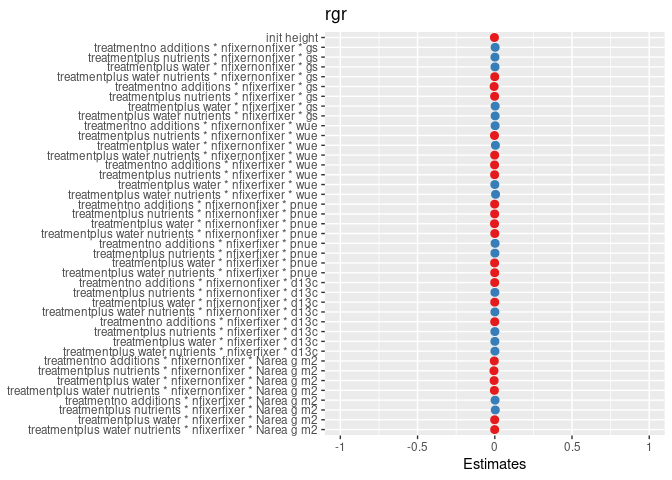 rgr
init height
treatmentno additions * nfixernonfixer * gs
treatmentplus nutrients * nfixernonfixer * gs
treatmentplus water * nfixernonfixer * gs
treatmentplus water nutrients * nfixernonfixer * gs
treatmentno additions * nfixerfixer * gs
treatmentplus nutrients * nfixerfixer * gs
treatmentplus water * nfixerfixer * gs
treatmentplus water nutrients * nfixerfixer * gs
treatmentno additions * nfixernonfixer * wue
treatmentplus nutrients * nfixernonfixer * wue
treatmentplus water * nfixernonfixer * wue
treatmentplus water nutrients * nfixernonfixer * wue
treatmentno additions * nfixerfixer * wue
treatmentplus nutrients * nfixerfixer * wue
treatmentplus water * nfixerfixer * wue
treatmentplus water nutrients * nfixerfixer * wue
treatmentno additions * nfixernonfixer * pnue
treatmentplus nutrients * nfixernonfixer * pnue
treatmentplus water * nfixernonfixer * pnue
treatmentplus water nutrients * nfixernonfixer * pnue
treatmentno additions * nfixerfixer * pnue
treatmentplus nutrients * nfixerfixer * pnue
treatmentplus water * nfixerfixer * pnue
treatmentplus water nutrients * nfixerfixer * pnue
treatmentno additions * nfixernonfixer * d13c
treatmentplus nutrients * nfixernonfixer * d13c
treatmentplus water * nfixernonfixer * d13c
treatmentplus water nutrients * nfixernonfixer * d13c
treatmentno additions * nfixerfixer * d13c
treatmentplus nutrients * nfixerfixer * d13c
treatmentplus water * nfixerfixer * d13c
treatmentplus water nutrients * nfixerfixer * d13c
treatmentno additions * nfixernonfixer * Narea g m2
treatmentplus nutrients * nfixernonfixer * Narea g m2
treatmentplus water * nfixernonfixer * Narea g m2
treatmentplus water nutrients * nfixernonfixer * Narea g m2
treatmentno additions * nfixerfixer * Narea g m2
treatmentplus nutrients * nfixerfixer * Narea g m2
treatmentplus water * nfixerfixer * Narea g m2
treatmentplus water nutrients * nfixerfixer * Narea g m2
-1 -0.5 0 0.5 1
Estimates